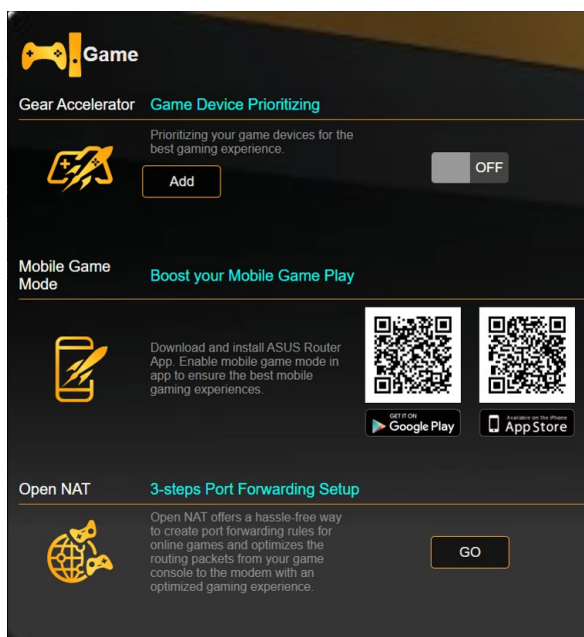 Game
Gear Accelerator
Game Device Prioritizing
Prioritizing your game devices for the
best gaming experience.
Add
OFF
Mobile Game
Mode
Boost your Mobile Game Play
Download and install ASUS Router
App. Enable mobile game mode in
app to ensure the best mobile
gaming experiences.
GET IT ON
Google Play
Available on the iPhone
App Store
Open NAT
3-steps Port Forwarding Setup
Open NAT offers a hassle-free way
to create port forwarding rules for
online games and optimizes the
routing packets from your game
console to the modem with an
optimized gaming experience.
GO